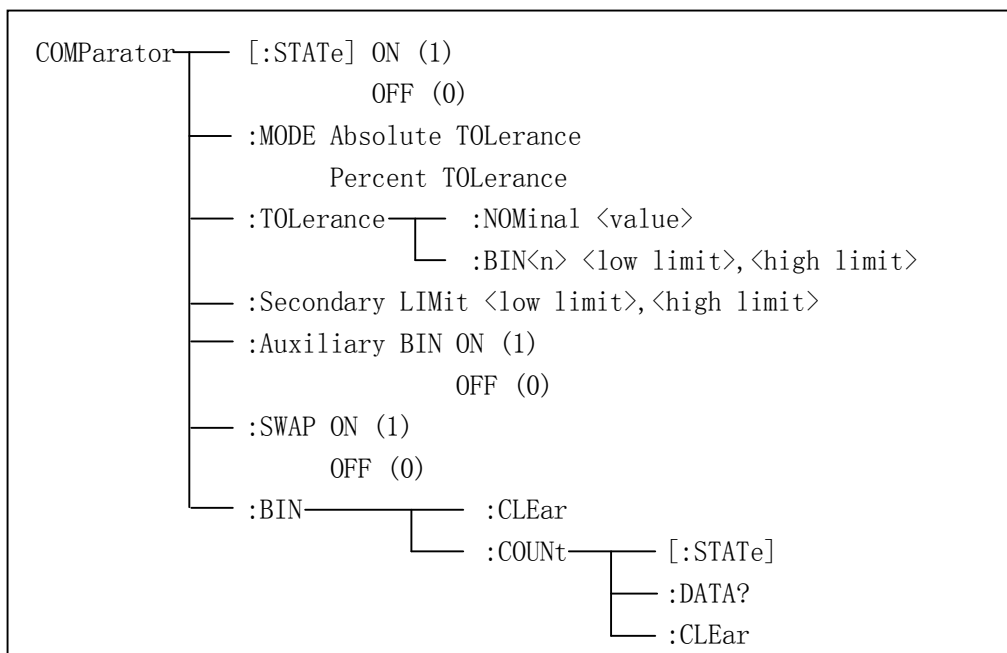 COMParator [:STATe] ON (1)
OFF (0)
:MODE Absolute TOLerance
Percent TOLerance
:TOLerance :NOMinal <value>
:BIN<n> <low limit>,<high limit>
:Secondary LIMit <low limit>,<high limit>
:Auxiliary BIN ON (1)
OFF (0)
:SWAP ON (1)
OFF (0)
:BIN :CLEar
:COUNt [:STATe]
:DATA?
:CLEar